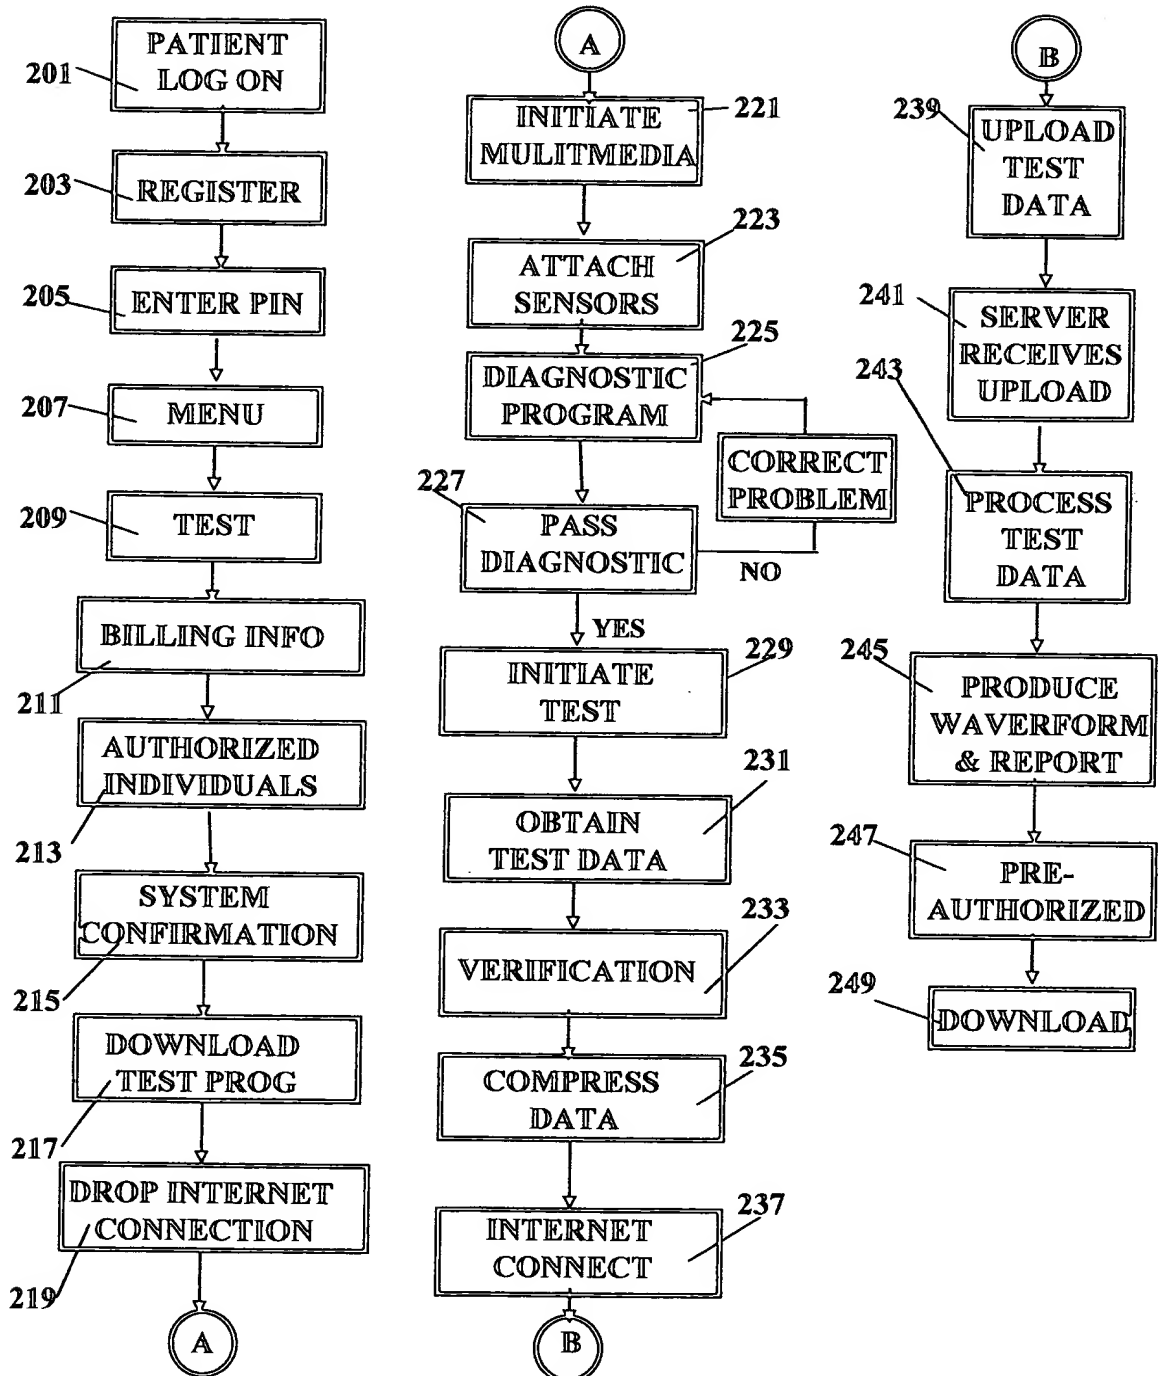 PATIENT
LOG ON
201
REGISTER
203
ENTER PIN
205
MENU
207
TEST
209
BILLING INFO
211
AUTHORIZED
INDIVIDUALS
213
SYSTEM
CONFIRMATION
215
DOWNLOAD
TEST PROG
217
DROP INTERNET
CONNECTION
219
A
A
INITIATE
MULITMEDIA
221
ATTACH
SENSORS
223
DIAGNOSTIC
PROGRAM
225
CORRECT
PROBLEM
227
PASS
DIAGNOSTIC
NO
YES
INITIATE
TEST
229
OBTAIN
TEST DATA
231
VERIFICATION
233
COMPRESS
DATA
235
INTERNET
CONNECT
237
B
B
239
UPLOAD
TEST
DATA
241
SERVER
RECEIVES
UPLOAD
243
PROCESS
TEST
DATA
245
PRODUCE
WAVERFORM
& REPORT
247
PRE-
AUTHORIZED
249
DOWNLOAD